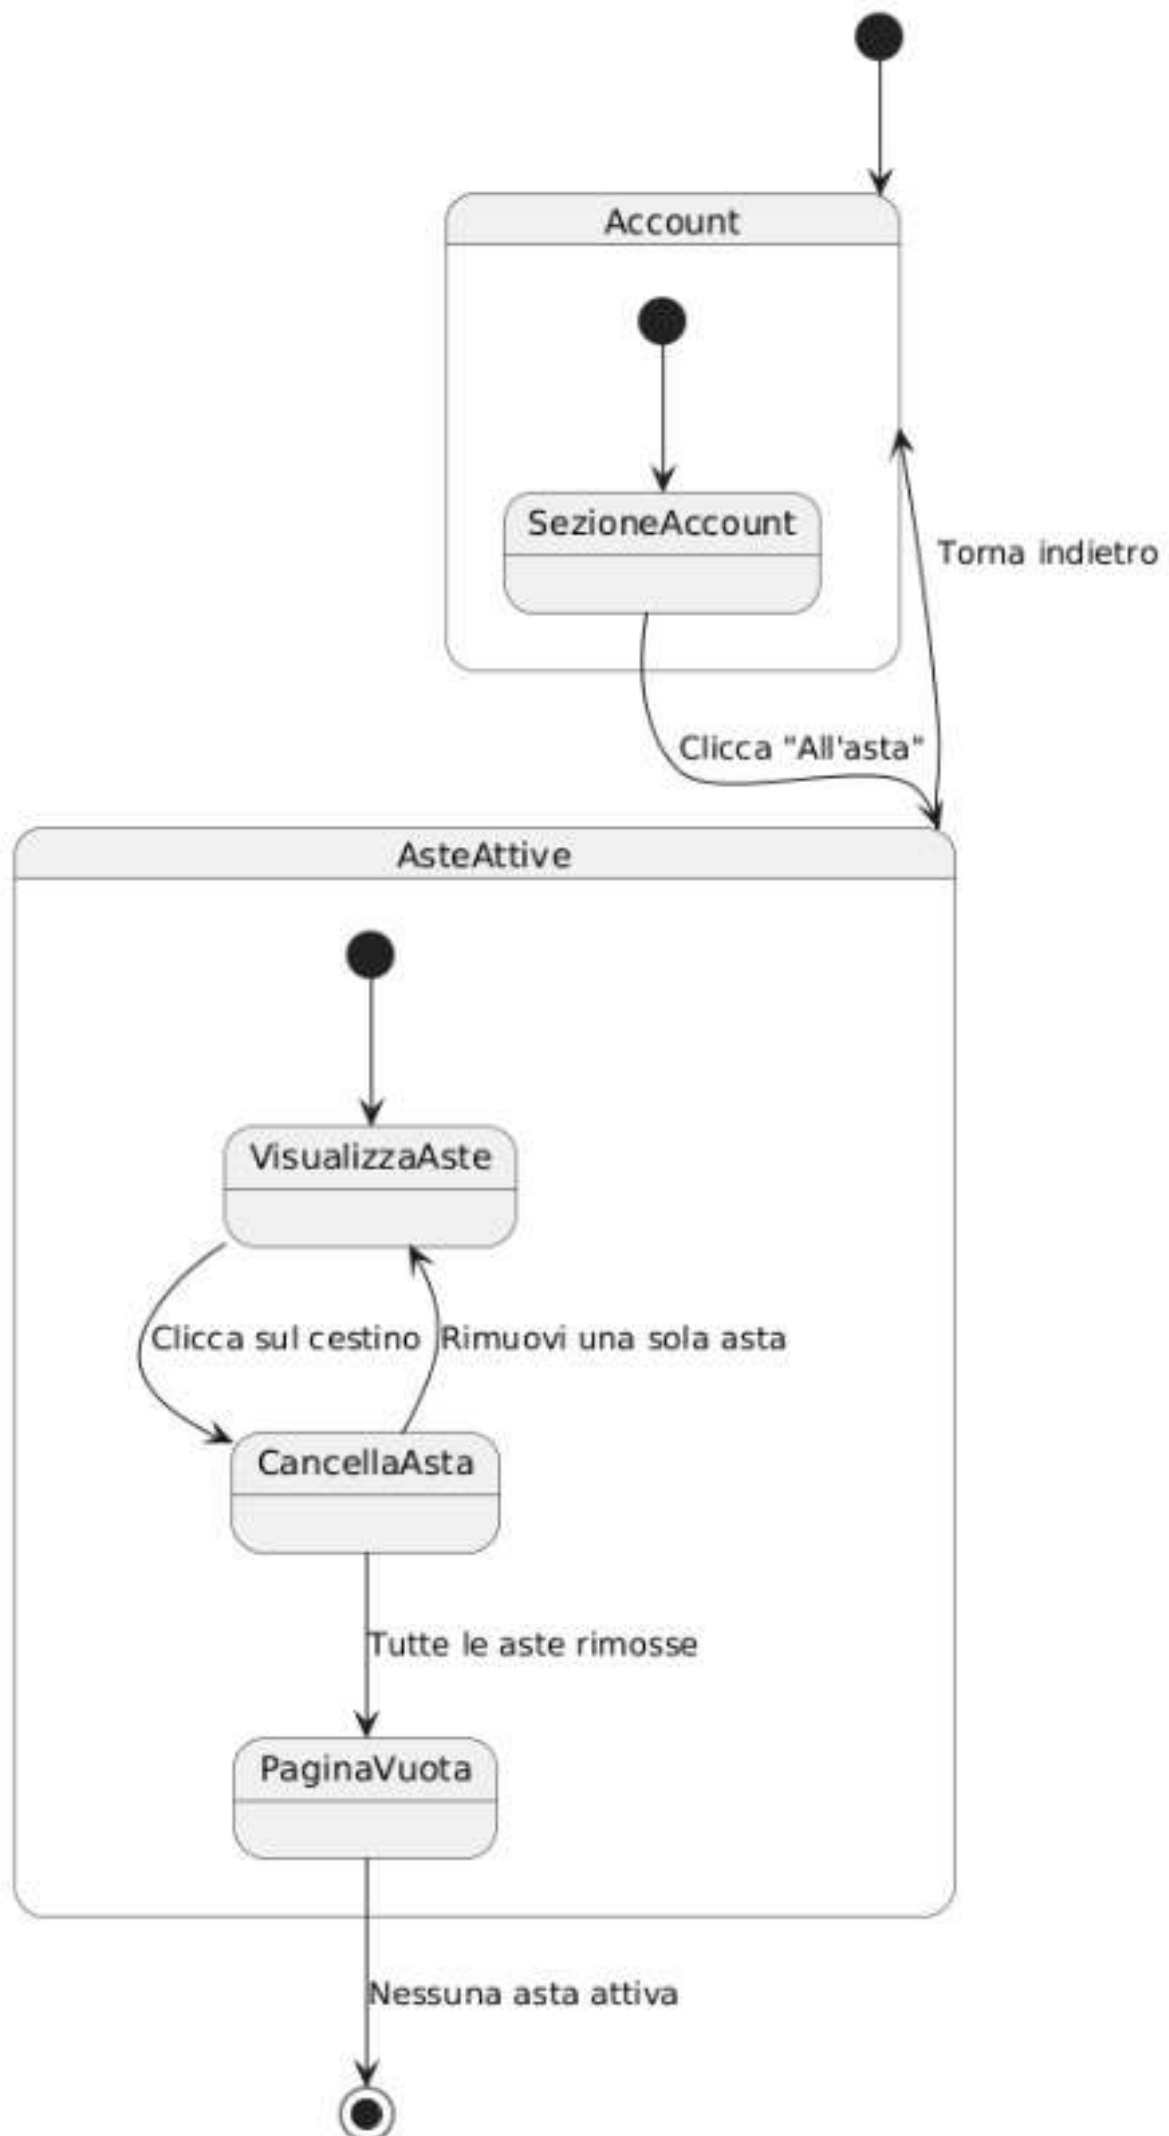 Account
SezioneAccount
Torna indietro
Clicca "All'asta"
AsteAttive
VisualizzaAste
Clicca sul cestino
Rimuovi una sola asta
CancellaAsta
Tutte le aste rimosse
PaginaVuota
Nessuna asta attiva